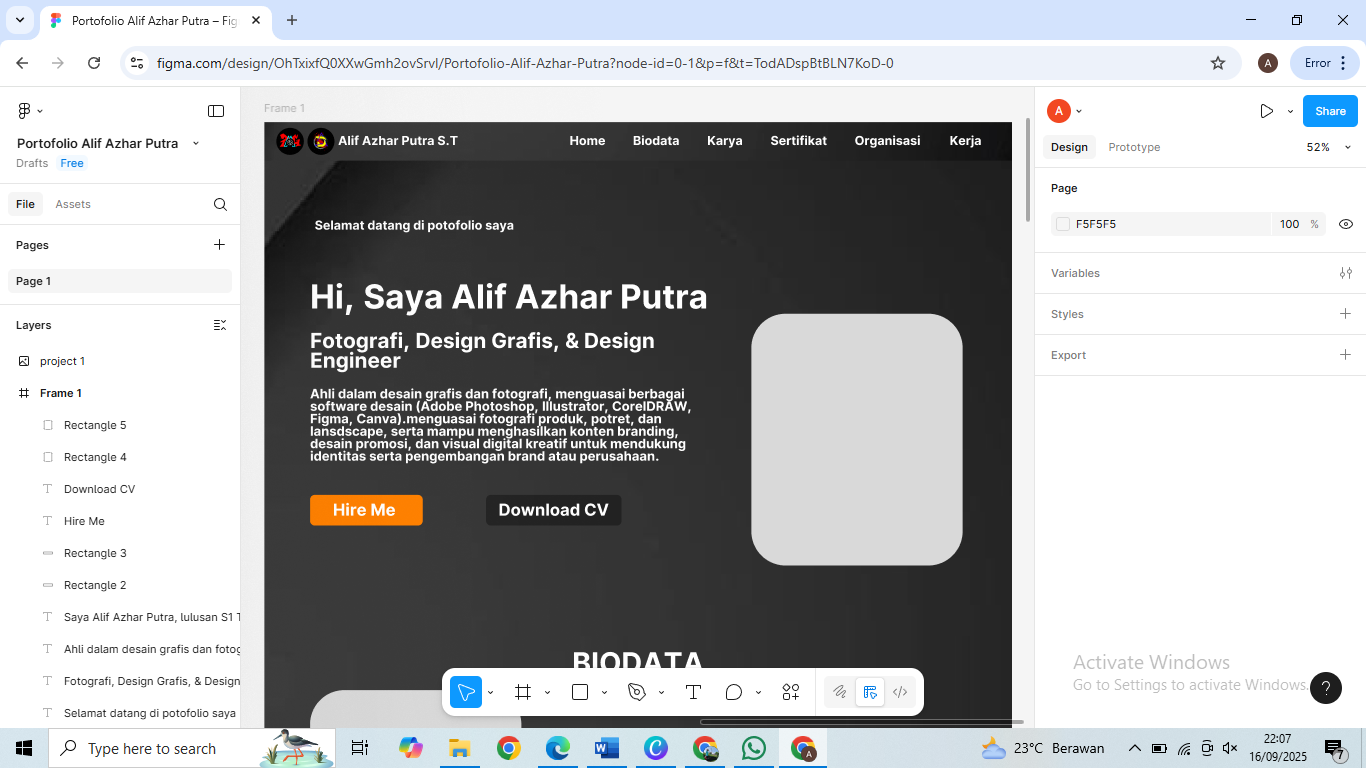 Portofolio Alif Azhar Putra – Fig
figma.com/design/OhTxixfQ0XXwGmh2ovSrvl/Portofolio-Alif-Azhar-Putra?node-id=0-1&p=f&t=TodADspBtBLN7KoD-0
A
Error
Portofolio Alif Azhar Putra
Drafts Free
File Assets
Pages
Page 1
Layers
project 1
Frame 1
Rectangle 5
Rectangle 4
Download CV
Hire Me
Rectangle 3
Rectangle 2
Saya Alif Azhar Putra, lulusan S1 T
Ahli dalam desain grafis dan fotog
Fotografi, Design Grafis, & Design
Selamat datang di potofolio saya
Frame 1
Alif Azhar Putra S.T Home Biodata Karya Sertifikat Organisasi Kerja
Selamat datang di potofolio saya
Hi, Saya Alif Azhar Putra
Fotografi, Design Grafis, & Design
Engineer
Ahli dalam desain grafis dan fotografi, menguasai berbagai
software desain (Adobe Photoshop, Illustrator, CorelDRAW,
Figma, Canva).menguasai fotografi produk, potret, dan
lansdscape, serta mampu menghasilkan konten branding,
desain promosi, dan visual digital kreatif untuk mendukung
identitas serta pengembangan brand atau perusahaan.
Hire Me Download CV
BIODATA
A
Share
Design Prototype 52%
Page
F5F5F5 100 %
Variables
Styles
Export
Activate Windows
Go to Settings to activate Windows.
?
Type here to search
23°C Berawan
22:07
16/09/2025
7